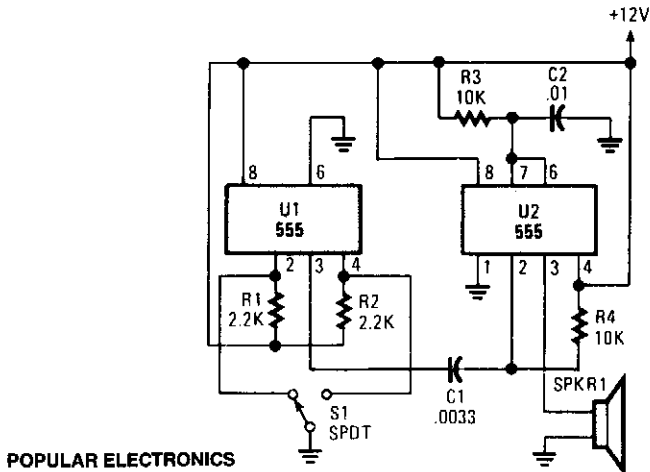 +12V
R3
10K
C2
.01
8
6
8
7
6
U1
555
U2
555
2
3
4
1
2
3
4
R1
2.2K
R2
2.2K
R4
10K
C1
.0033
SPKR1
S1
SPDT
POPULAR ELECTRONICS